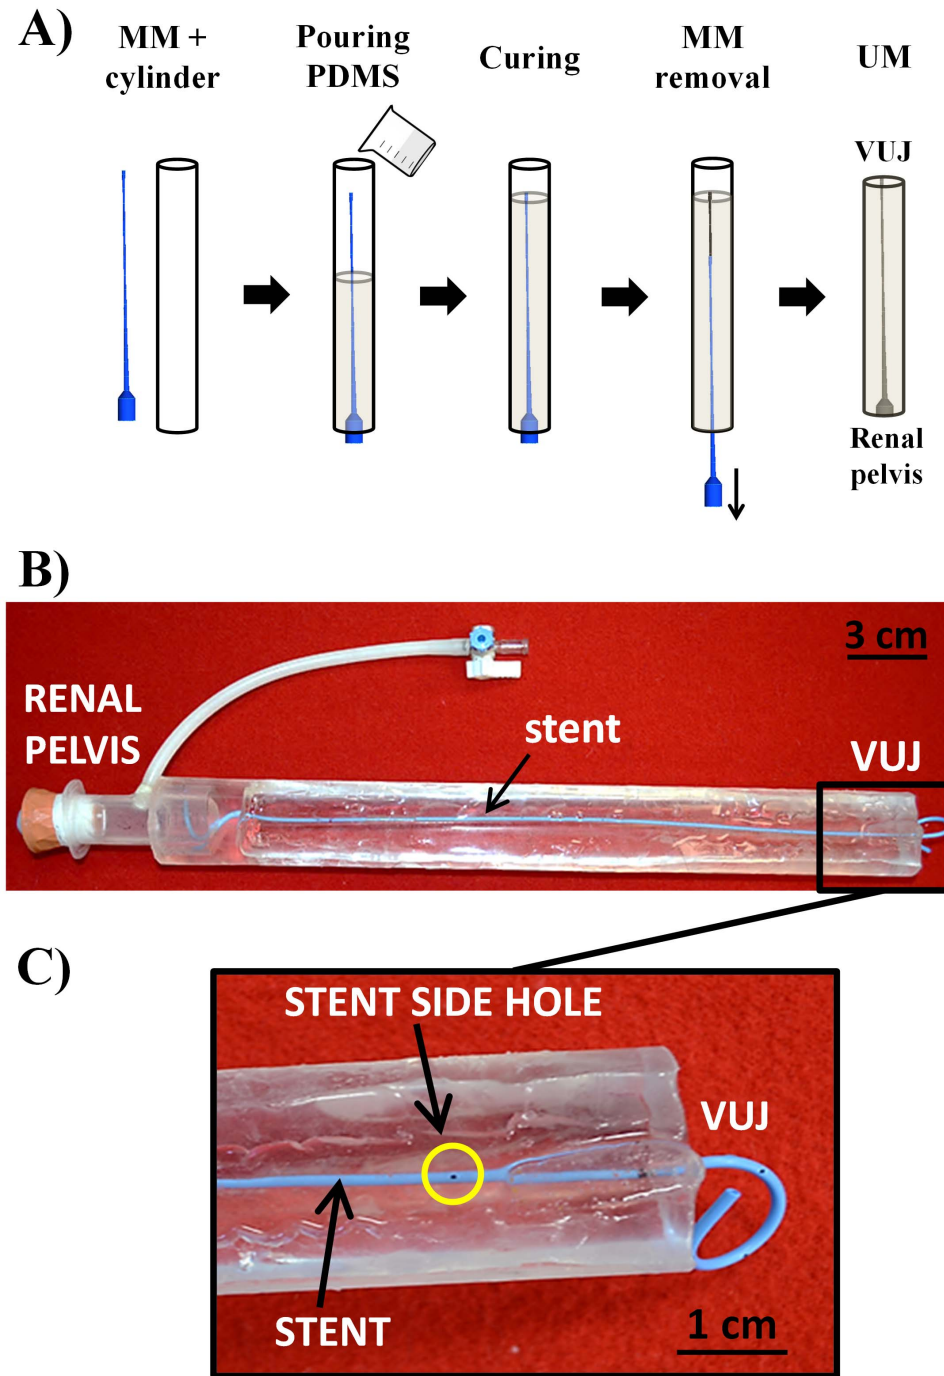 A)
MM +
cylinder
Pouring
PDMS
Curing
MM
removal
UM
VUJ
Renal
pelvis
B)
3 cm
RENAL
PELVIS
stent
VUJ
C)
STENT SIDE HOLE
VUJ
STENT
1 cm